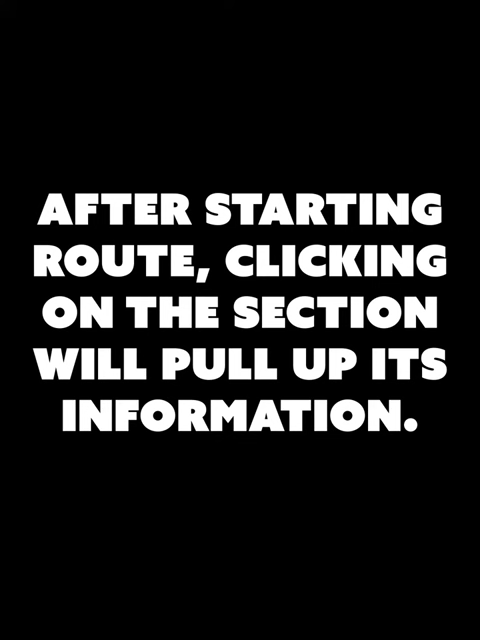 AFTER STARTING
ROUTE, CLICKING
ON THE SECTION
WILL PULL UP ITS
INFORMATION.